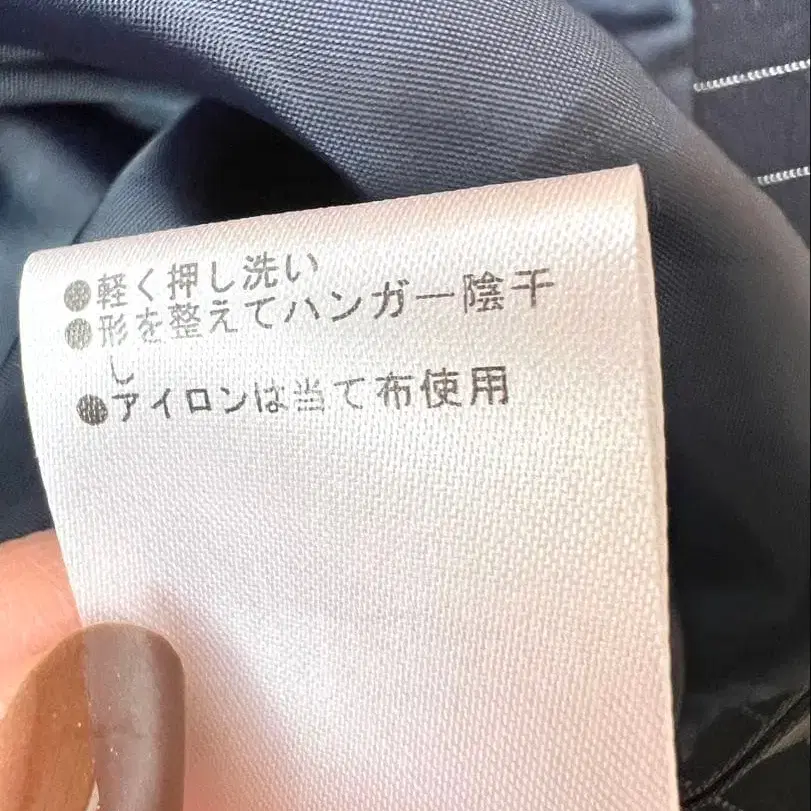 ●軽く押し洗い
●形を整えてハンガー陰干
し
●アイロンは当て布使用